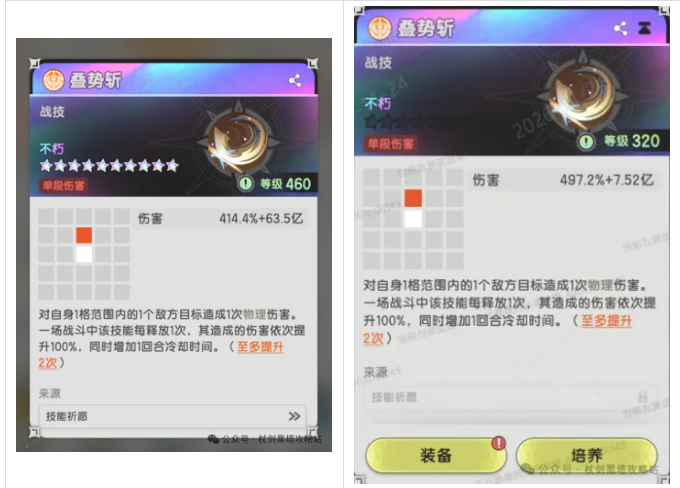 叠势斩
战技
不朽
单段伤害
等级 460
伤害
414.4%+63.5亿
对自身1格范围内的1个敌方目标造成1次物理伤害。
一场战斗中该技能每释放1次，其造成的伤害依次提
升100%，同时增加1回合冷却时间。（至多提升
2次）
来源
技能祈愿
公众号 · 杖剑黑塔攻略站
叠势斩
战技
不朽
单段伤害
等级 320
伤害
497.2%+7.52亿
对自身1格范围内的1个敌方目标造成1次物理伤害。
一场战斗中该技能每释放1次，其造成的伤害依次提
升100%，同时增加1回合冷却时间。（至多提升
2次）
来源
技能祈愿
装备
培养
公众号 · 杖剑黑塔攻略站